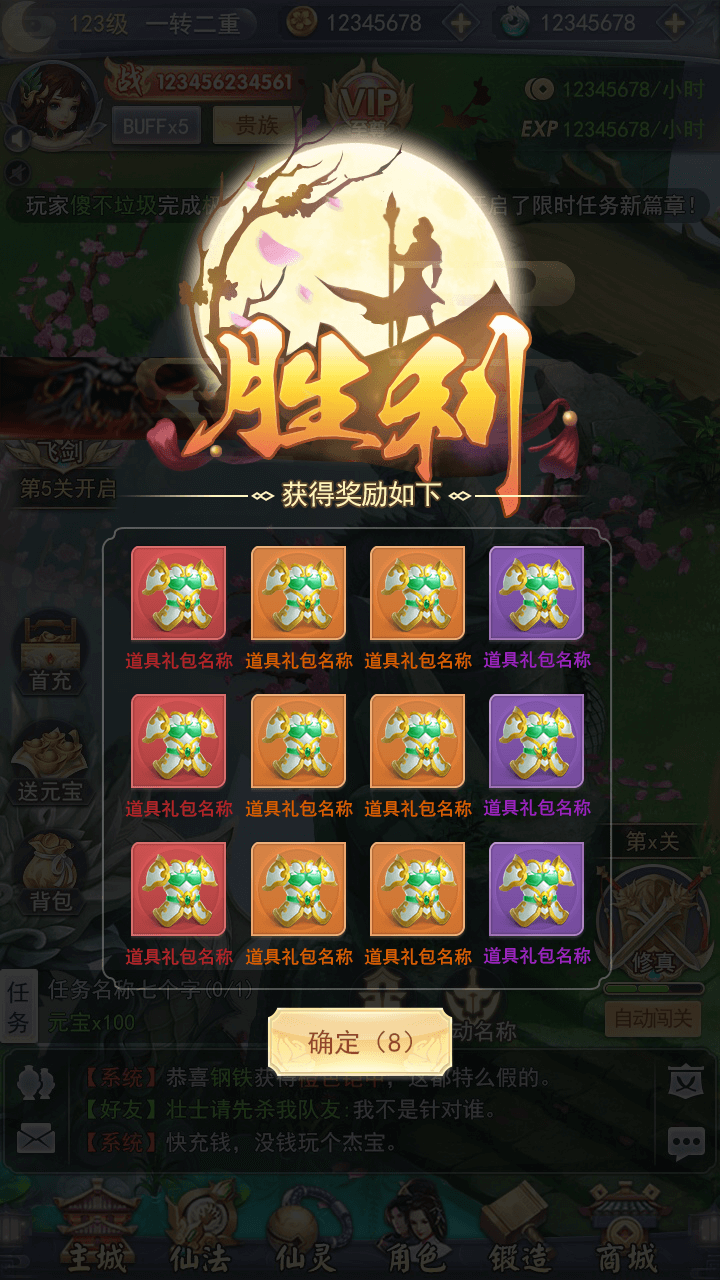 123级 一转二重 12345678 12345678
战 123456234561
VIP
至尊
12345678/小时
BUFFx5 贵族
EXP 12345678/小时
玩家傻不垃圾完成
开启了限时任务新篇章!
胜利
飞剑
第5关开启
获得奖励如下
道具礼包名称 道具礼包名称 道具礼包名称 道具礼包名称
首充
道具礼包名称 道具礼包名称 道具礼包名称 道具礼包名称
送元宝
第x关
背包
道具礼包名称 道具礼包名称 道具礼包名称 道具礼包名称
修真
任务
任务名称七个字(0/1)
元宝x100
自动闯关
确定（8）
动名称
【系统】恭喜钢铁获得橙色铠甲，这都特么假的。
【好友】壮士请先杀我队友:我不是针对谁。
【系统】快充钱，没钱玩个杰宝。
主城 仙法 仙灵 角色 锻造 商城